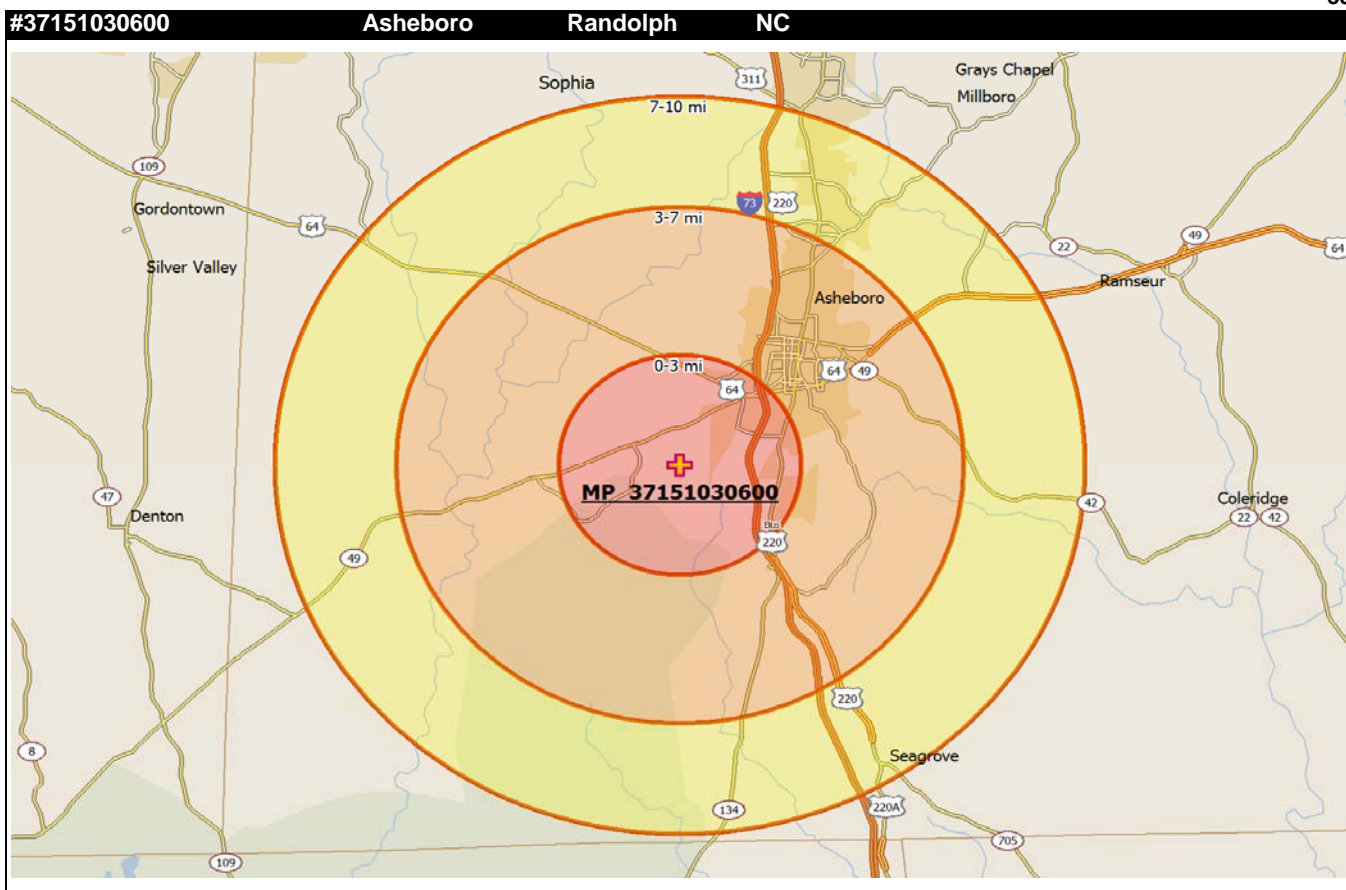 #37151030600 Asheboro Randolph NC
Sophia
311
Grays Chapel
Millboro
7-10 mi
109
Gordontown
64
73
220
3-7 mi
22
49
64
Silver Valley
Ramseur
Asheboro
0-3 mi
64
64
49
MP 37151030600
47
Denton
42
Coleridge
22
42
Bus
220
49
220
8
Seagrove
134
220A
705
109